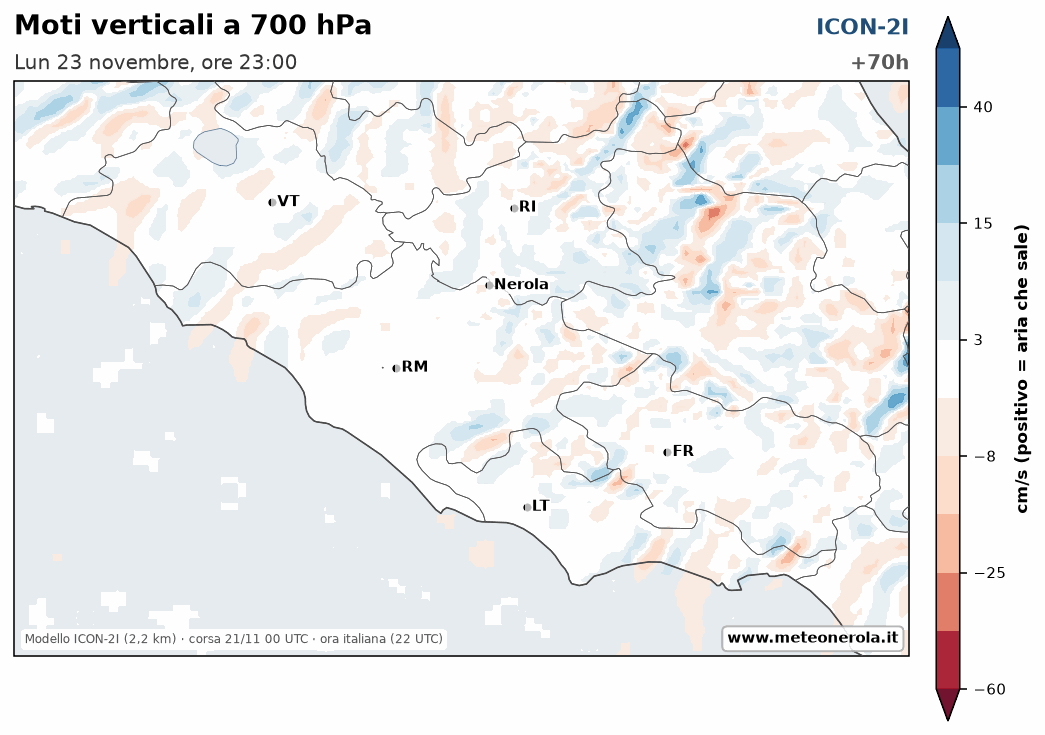 Moti verticali a 700 hPa
ICON-2I
Lun 23 novembre, ore 23:00
+70h
40
15
3
−8
−25
−60
cm/s (positivo = aria che sale)
VT
RI
Nerola
RM
FR
LT
Modello ICON-2I (2,2 km) · corsa 21/11 00 UTC · ora italiana (22 UTC)
www.meteonerola.it